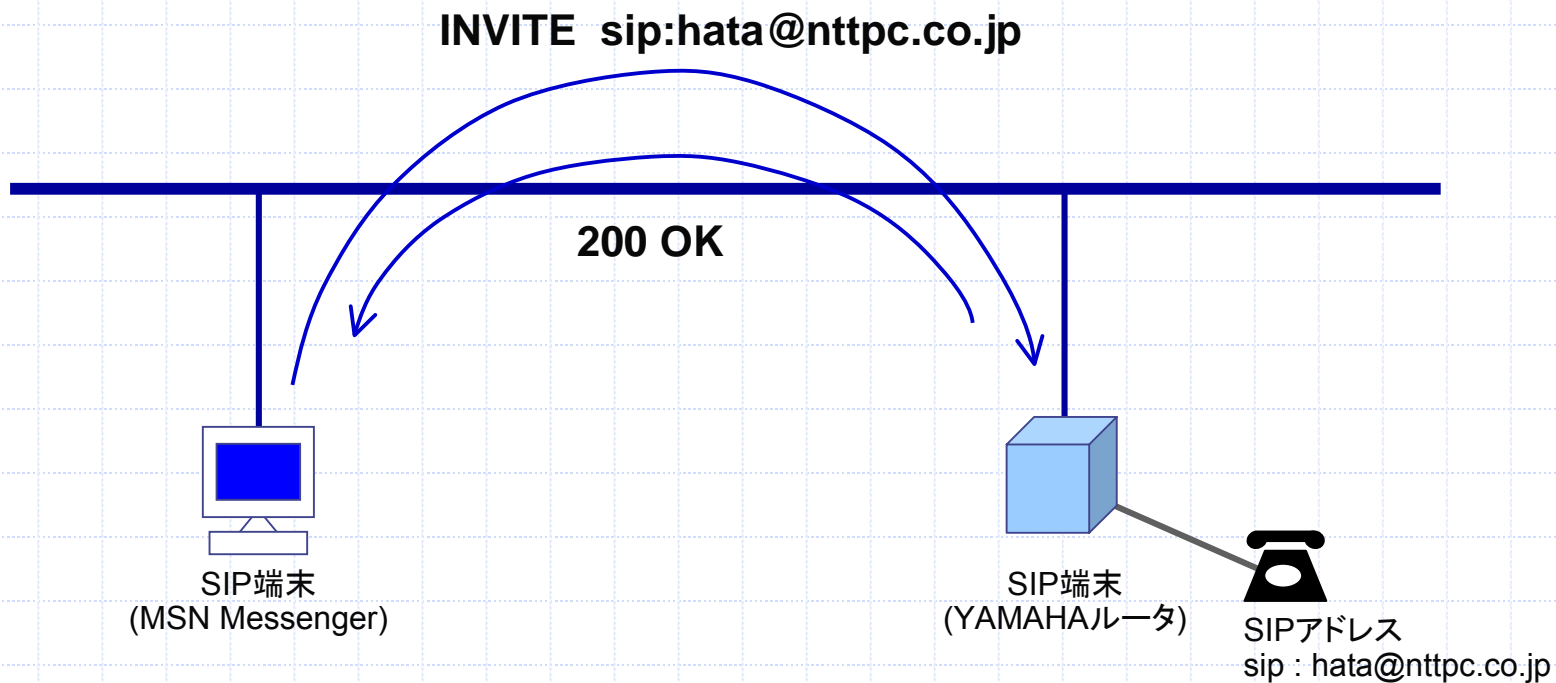 INVITE sip:hata@nttpc.co.jp
200 OK
SIP端末
(MSN Messenger)
SIP端末
(YAMAHAルータ)
SIPアドレス
sip : hata@nttpc.co.jp